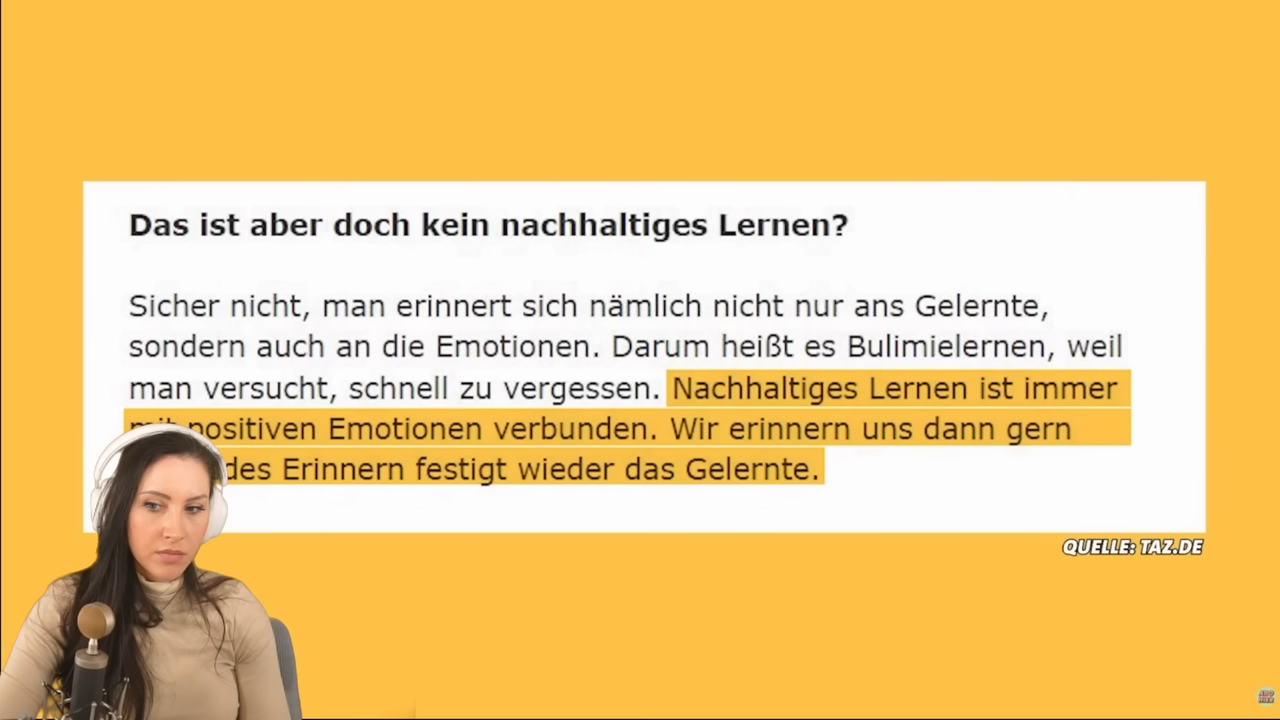 Das ist aber doch kein nachhaltiges Lernen?
Sicher nicht, man erinnert sich nämlich nicht nur ans Gelernte,
sondern auch an die Emotionen. Darum heißt es Bulimielernen, weil
man versucht, schnell zu vergessen. Nachhaltiges Lernen ist immer
mit positiven Emotionen verbunden. Wir erinnern uns dann gern
des Erinnern festigt wieder das Gelernte.
QUELLE: TAZ.DE